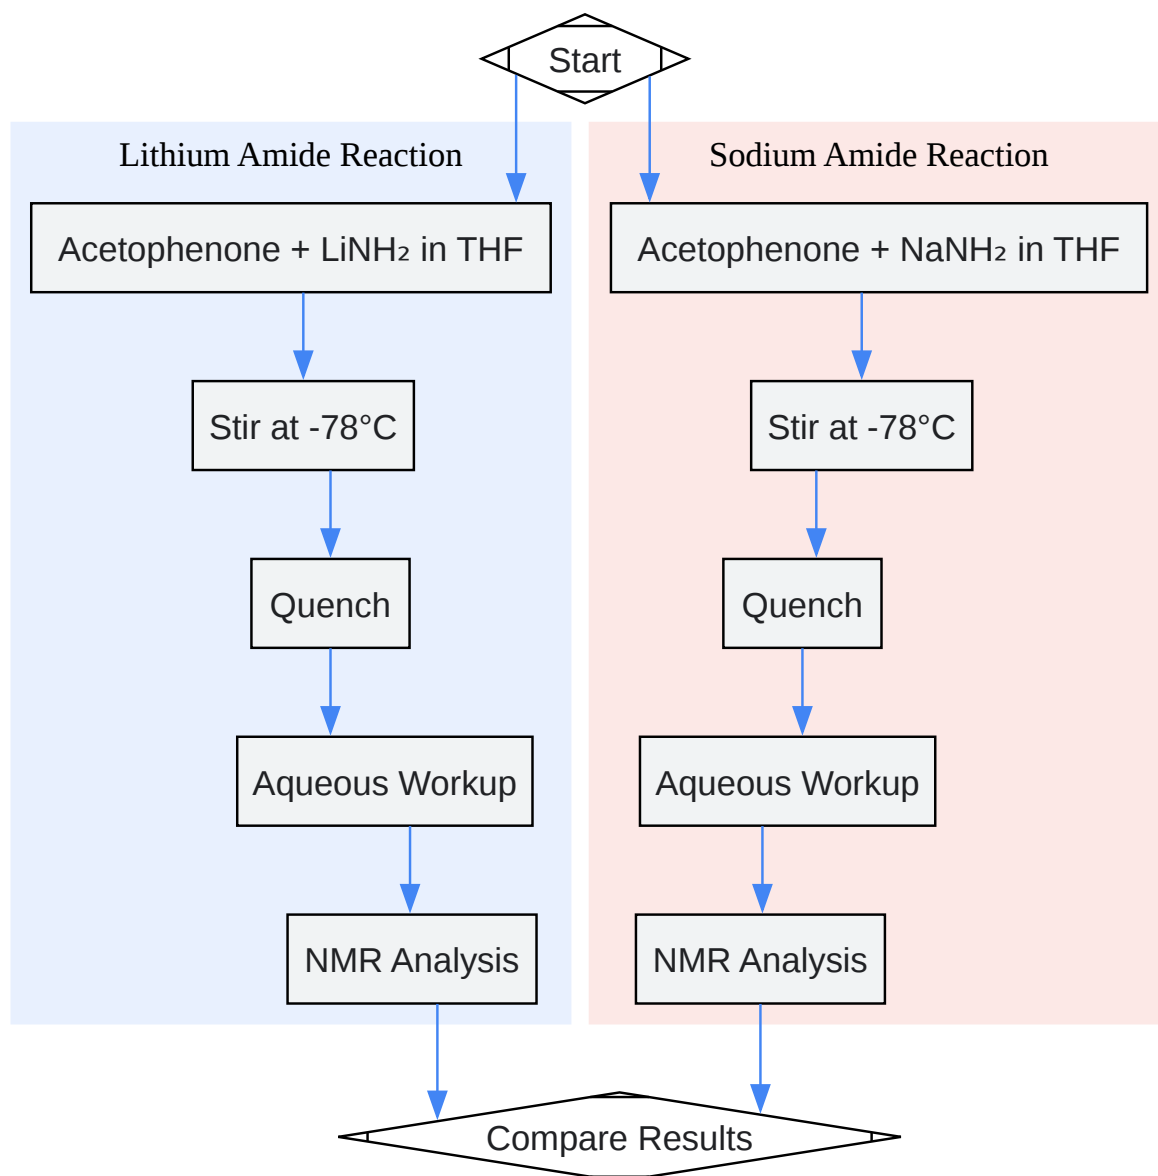 Start
Lithium Amide Reaction
Acetophenone + LiNH₂ in THF
Stir at -78°C
Quench
Aqueous Workup
NMR Analysis
Sodium Amide Reaction
Acetophenone + NaNH₂ in THF
Stir at -78°C
Quench
Aqueous Workup
NMR Analysis
Compare Results